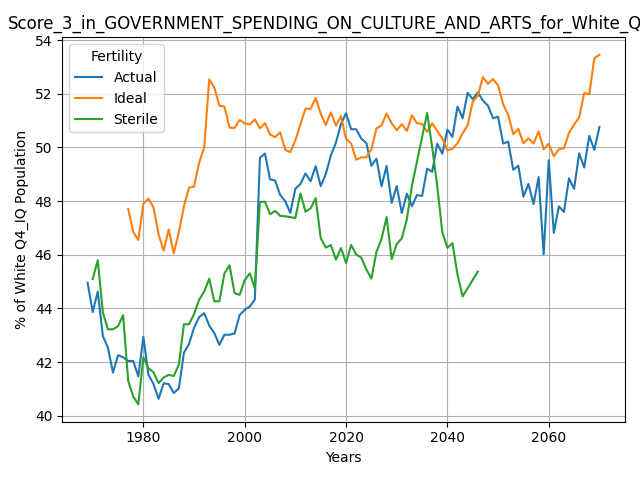 Score_3_in_GOVERNMENT_SPENDING_ON_CULTURE_AND_ARTS_for_White_Q
54
52
50
48
46
44
42
40
% of White Q4_IQ Population
Fertility
Actual
Ideal
Sterile
1980
2000
2020
2040
2060
Years